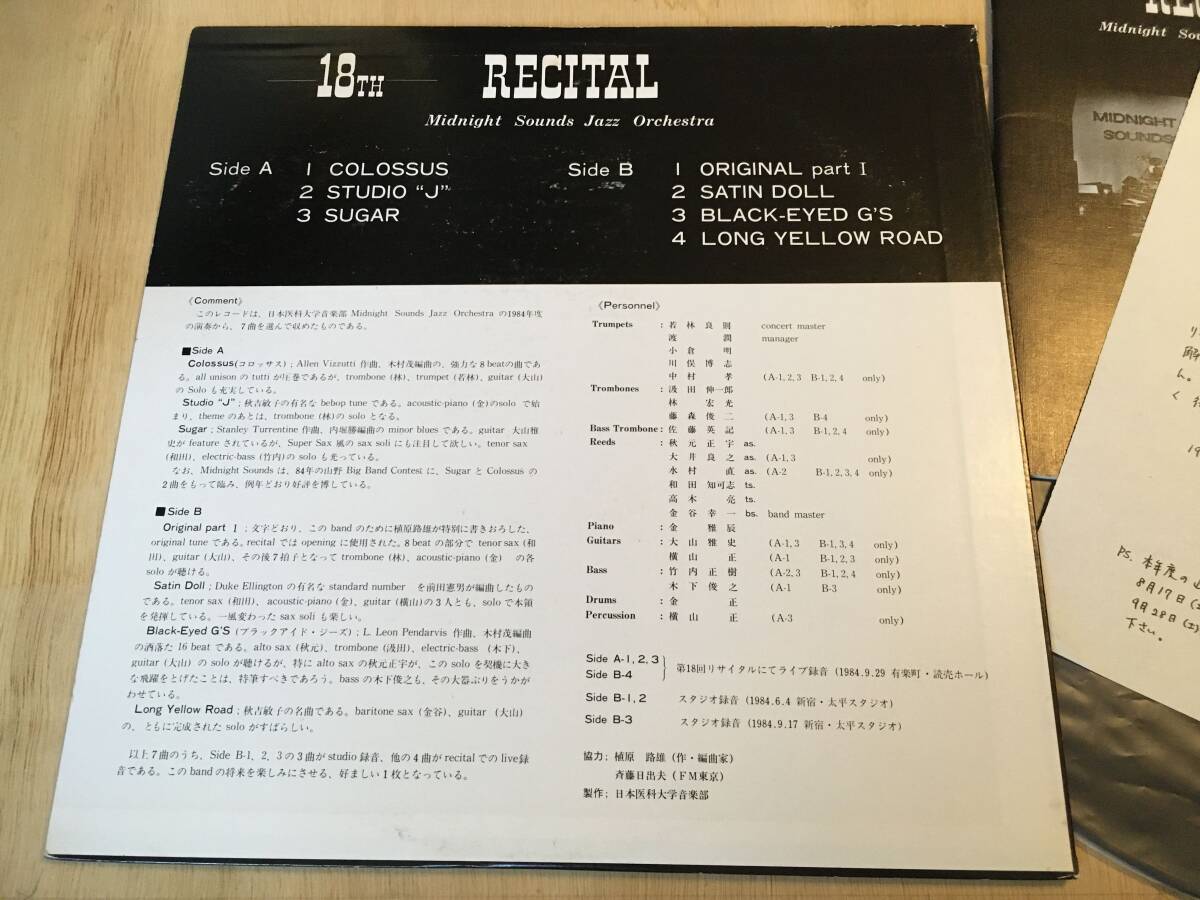 18TH RECITAL
Midnight Sounds Jazz Orchestra
Side A 1 COLOSSUS
2 STUDIO “J”
3 SUGAR
Side B 1 ORIGINAL part I
2 SATIN DOLL
3 BLACK-EYED G'S
4 LONG YELLOW ROAD
《Comment》
このレコードは、日本医科大学音楽部 Midnight Sounds Jazz Orchestra の1984年度
の演奏から、7曲を選んで収めたものである。
■Side A
Colossus(コロッサス) ; Allen Vizzutti 作曲、木村茂編曲の、強力な8 beatの曲であ
る。all unison の tutti が圧巻であるが、trombone (林)、trumpet (若林)、guitar (大山)
の Solo も充実している。
Studio “J” ; 秋吉敏子の有名な bebop tune である。acoustic-piano (金)のsolo で始
まり、theme のあとは、trombone (林)の solo となる。
Sugar ; Stanley Turrentine 作曲、内堀勝編曲の minor blues である。guitar 大山雅
史が feature されているが、Super Sax 風の sax soli にも注目して欲しい。tenor sax
(和田)、electric-bass (竹内)の solo も光っている。
なお、Midnight Sounds は、84年の山野 Big Band Contest に、Sugar と Colossus の
2曲をもって臨み、例年どおり好評を博している。
■Side B
Original part I ; 文字どおり、この band のために植原路雄が特別に書きおろした、
original tune である。recital では opening に使用された。8 beat の部分で tenor sax (和
田)、guitar (大山)、その後7拍子となって trombone (林)、acoustic-piano (金) の各
solo が聴ける。
Satin Doll ; Duke Ellington の有名な standard number を前田憲男が編曲したもの
である。tenor sax (和田)、acoustic-piano (金)、guitar (横山)の3人とも、solo で本領
を発揮している。一風変わった sax soli も楽しい。
Black-Eyed G'S (ブラックアイド・ジーズ) ; L. Leon Pendarvis 作曲、木村茂編曲
の洒落た 16 beat である。alto sax (秋元)、trombone (汲田)、electric-bass (木下)、
guitar (大山) の solo が聴けるが、特に alto sax の秋元正宇が、この solo を契機に大き
な飛躍をとげたことは、特筆すべきであろう。bass の木下俊之も、その大器ぶりをうかが
わせている。
Long Yellow Road ; 秋吉敏子の名曲である。baritone sax (金谷)、guitar (大山)
の、ともに完成された solo がすばらしい。
以上7曲のうち、Side B-1、2、3の3曲が studio 録音、他の4曲が recital での live録
音である。この band の将来を楽しみにさせる、好ましい1枚となっている。
《Personnel》
Trumpets : 若林良則 concert master
渡 潤 manager
小倉 明
川俣博志
中村 孝 (A-1,2,3 B-1,2,4 only)
Trombones : 汲田伸一郎
林 宏光
藤森俊二 (A-1,3 B-4 only)
Bass Trombone : 佐藤英記 (A-1,3 B-1,2,4 only)
Reeds : 秋元正宇 as.
大井良之 as. (A-1,3 only)
水村 直 as. (A-2 B-1,2,3,4 only)
和田知可志 ts.
高木 亮 ts.
金谷幸一 bs. band master
Piano : 金 雅辰
Guitars : 大山雅史 (A-1,3 B-1,3,4 only)
横山 正 (A-1 B-1,2,3 only)
Bass : 竹内正樹 (A-2,3 B-1,2,4 only)
木下俊之 (A-1 B-3 only)
Drums : 金 正
Percussion : 横山 正 (A-3 only)
Side A-1, 2, 3
Side B-4 第18回リサイタルにてライブ録音 (1984.9.29 有楽町・読売ホール)
Side B-1, 2 スタジオ録音 (1984.6.4 新宿・太平スタジオ)
Side B-3 スタジオ録音 (1984.9.17 新宿・太平スタジオ)
協力 : 植原 路雄 (作・編曲家)
斉藤日出夫 (FM東京)
製作 : 日本医科大学音楽部
Midnight Sou
MIDNIGHT
SOUNDS
ん。
19
PS. 本年度の
8月17日(土
9月28日(土)
下さい。